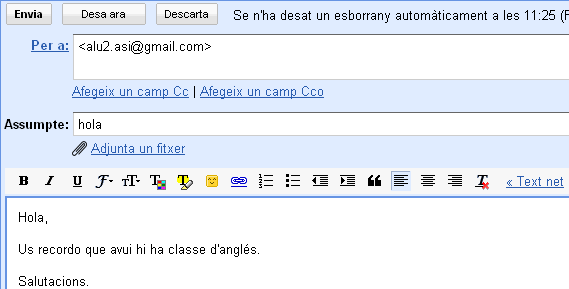 Envia Desa ara Descarta Se n'ha desat un esborrany automàticament a les 11:25 (F
Per a: <alu2.asi@gmail.com>
Afegeix un camp Cc | Afegeix un camp Cco
Assumpte: hola
Adjunta un fitxer
B I U F TT T T T « Text net
Hola,
Us recordo que avui hi ha classe d'anglés.
Salutacions.